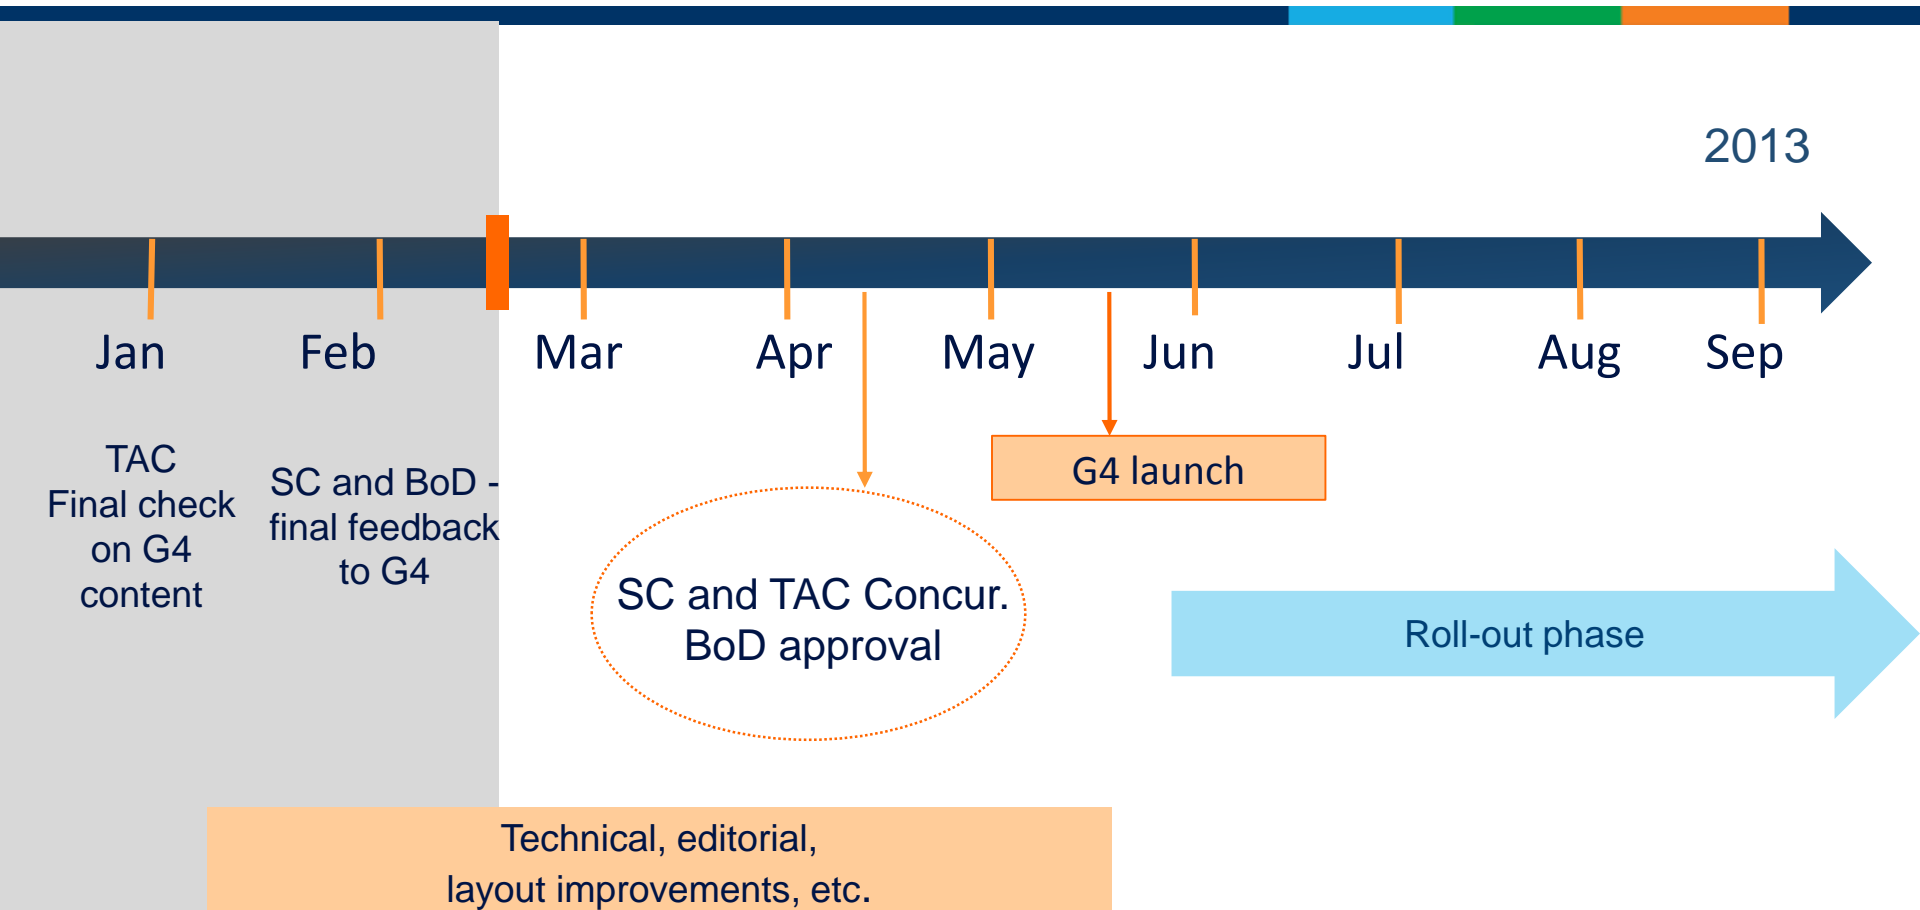 2013
Jan Feb Mar Apr May Jun Jul Aug Sep
TAC
Final check
on G4
content
SC and BoD -
final feedback
to G4
SC and TAC Concur.
BoD approval
G4 launch
Roll-out phase
Technical, editorial,
layout improvements, etc.